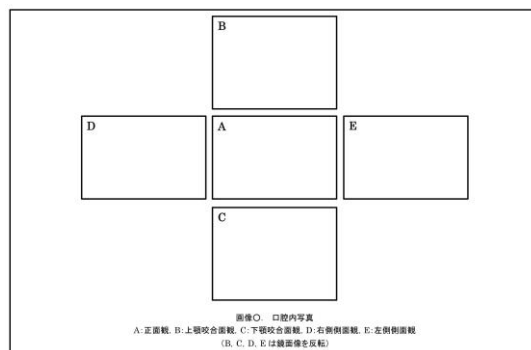 B
D
A
E
C
画像〇. 口腔内写真
A:正面観, B:上顎咬合面観, C:下顎咬合面観, D:右側側面観, E:左側側面観
(B, C, D, E は鏡面像を反転)